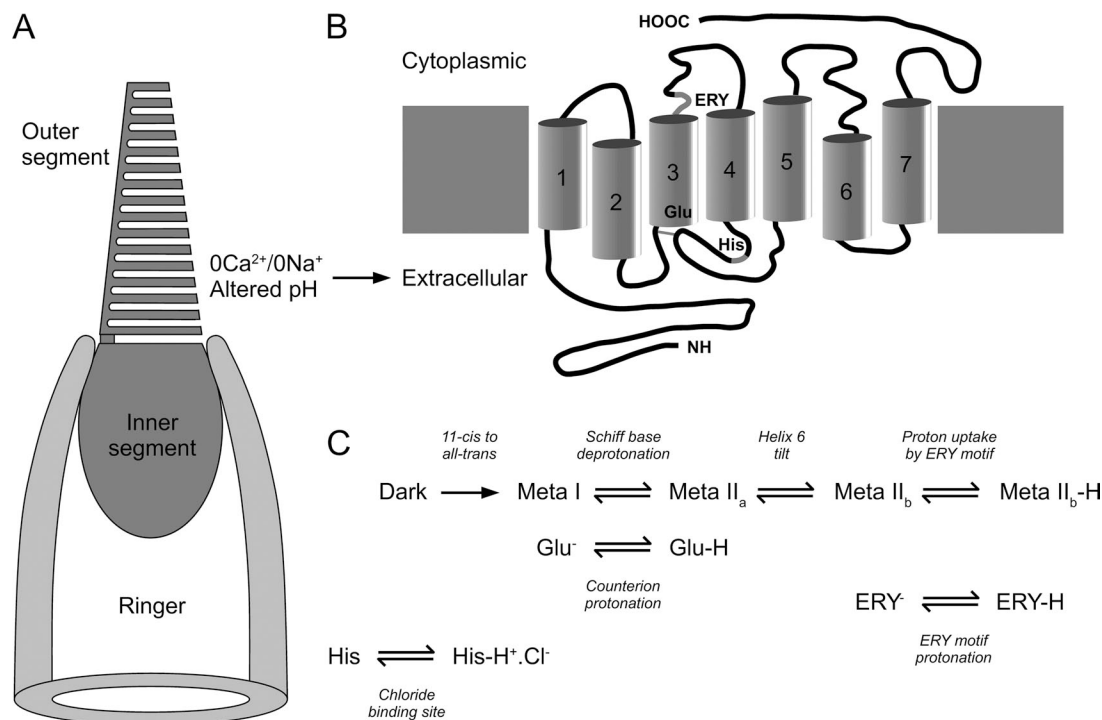 A
Outer
segment
0Ca²⁺/0Na⁺
Altered pH
Inner
segment
Ringer
B
HOOC
Cytoplasmic
ERY
1
2
3
4
5
6
7
Glu
His
Extracellular
NH
C
11-cis to
all-trans
Schiff base
deprotonation
Helix 6
tilt
Proton uptake
by ERY motif
Dark Meta I Meta IIₐ Meta II_b Meta II_b-H
Glu⁻ Glu-H
Counterion
protonation
ERY⁻ ERY-H
ERY motif
protonation
His His-H⁺.Cl⁻
Chloride
binding site